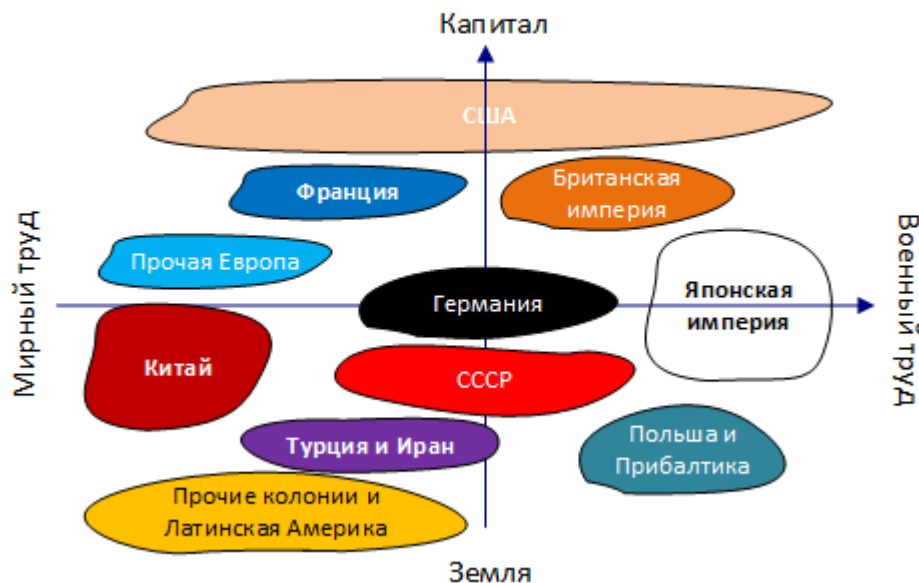 Капитал
США
Франция
Британская
империя
Мирный труд
Военный труд
Прочая Европа
Германия
Японская
империя
Китай
СССР
Турция и Иран
Польша и
Прибалтика
Прочие колонии и
Латинская Америка
Земля